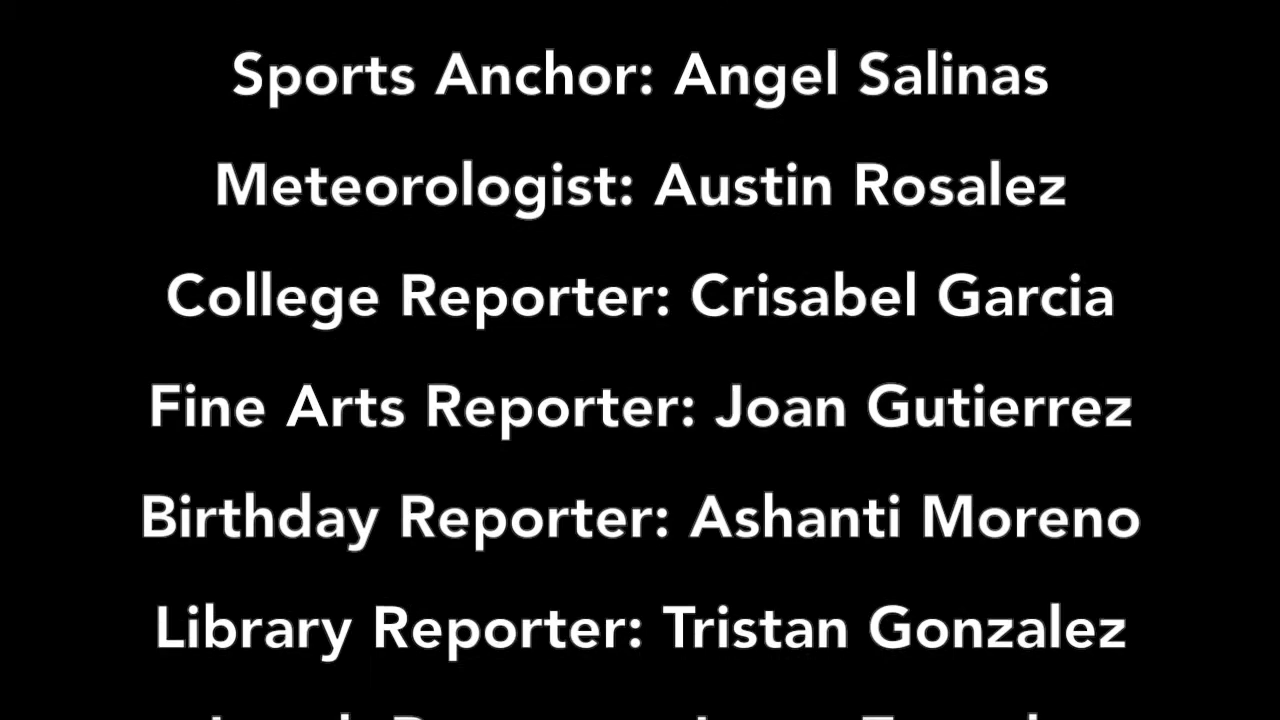 Sports Anchor: Angel Salinas
Meteorologist: Austin Rosalez
College Reporter: Crisabel Garcia
Fine Arts Reporter: Joan Gutierrez
Birthday Reporter: Ashanti Moreno
Library Reporter: Tristan Gonzalez